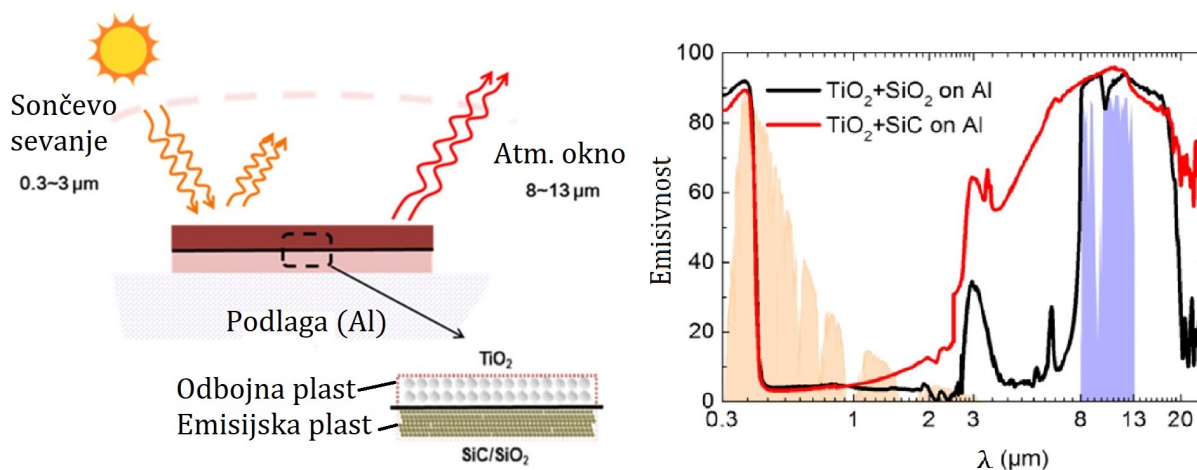 Sončevo
sevanje
0.3~3 μm
Atm. okno
8~13 μm
Podlaga (Al)
TiO₂
Odbojna plast
Emisijska plast
SiC/SiO₂
Emisivnost
100
80
60
40
20
0
TiO₂+SiO₂ on Al
TiO₂+SiC on Al
0.3 1 2 3 8 13 20
λ (μm)